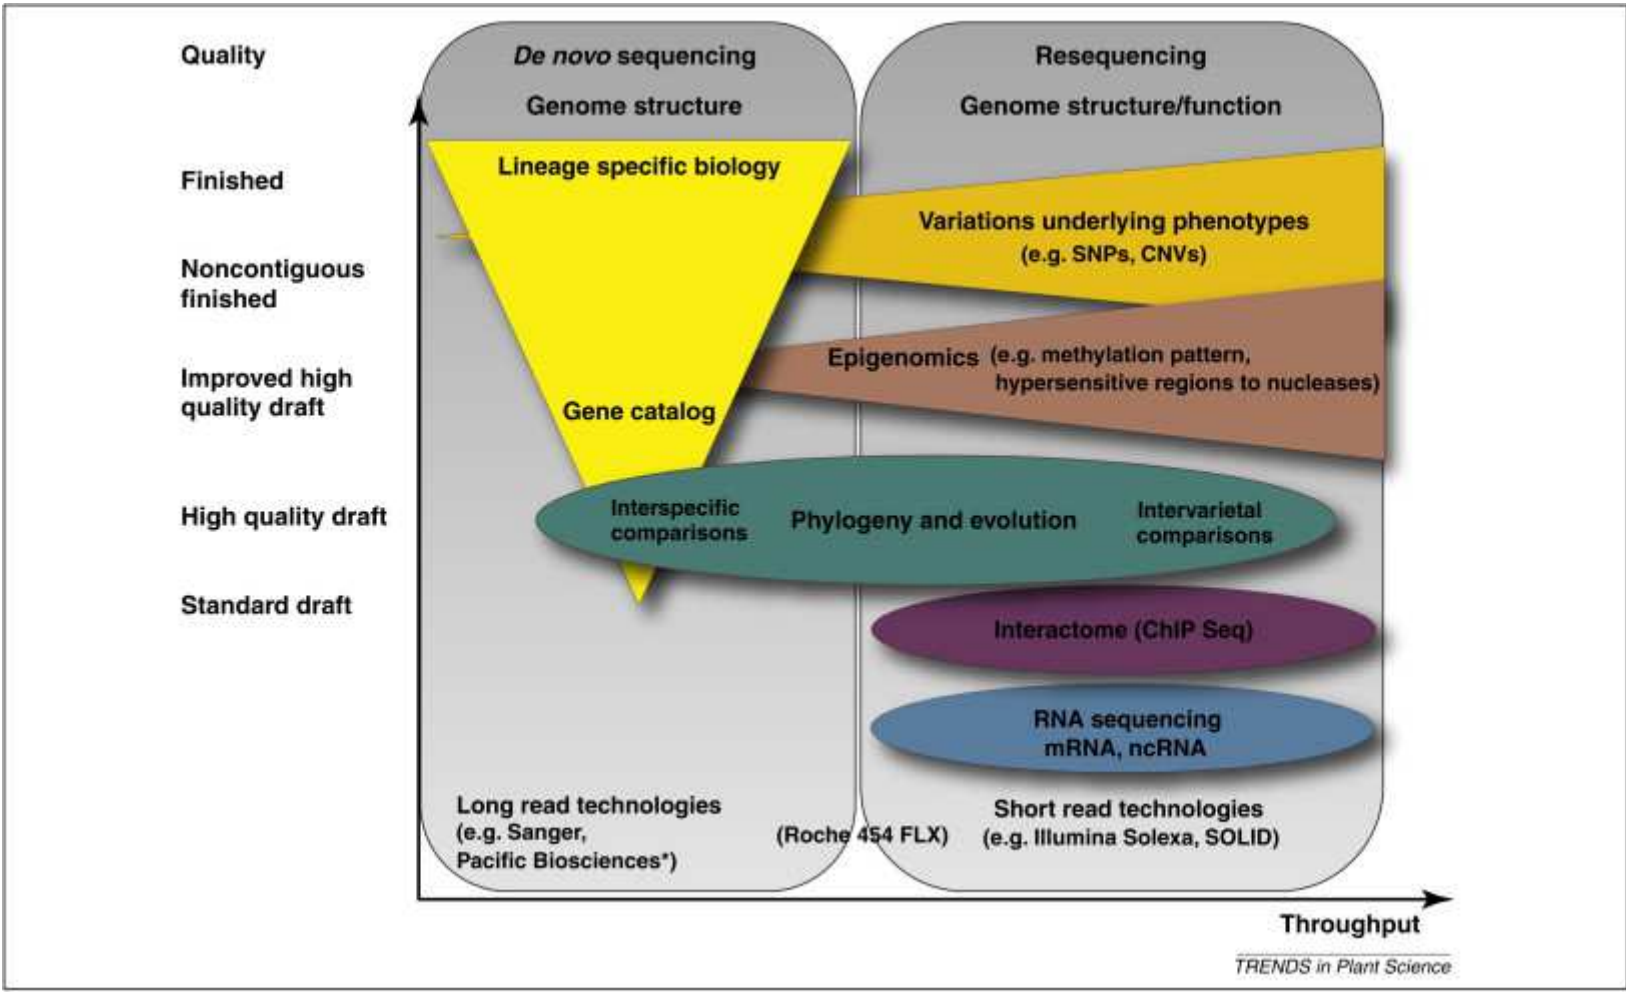 Quality
De novo sequencing
Resequencing
Genome structure
Genome structure/function
Lineage specific biology
Finished
Variations underlying phenotypes
(e.g. SNPs, CNVs)
Noncontiguous
finished
Epigenomics (e.g. methylation pattern,
hypersensitive regions to nucleases)
Improved high
quality draft
Gene catalog
High quality draft
Interspecific
comparisons
Phylogeny and evolution
Intervarietal
comparisons
Standard draft
Interactome (ChIP Seq)
RNA sequencing
mRNA, ncRNA
Long read technologies
(e.g. Sanger,
Pacific Biosciences*)
(Roche 454 FLX)
Short read technologies
(e.g. Illumina Solexa, SOLID)
Throughput
TRENDS in Plant Science